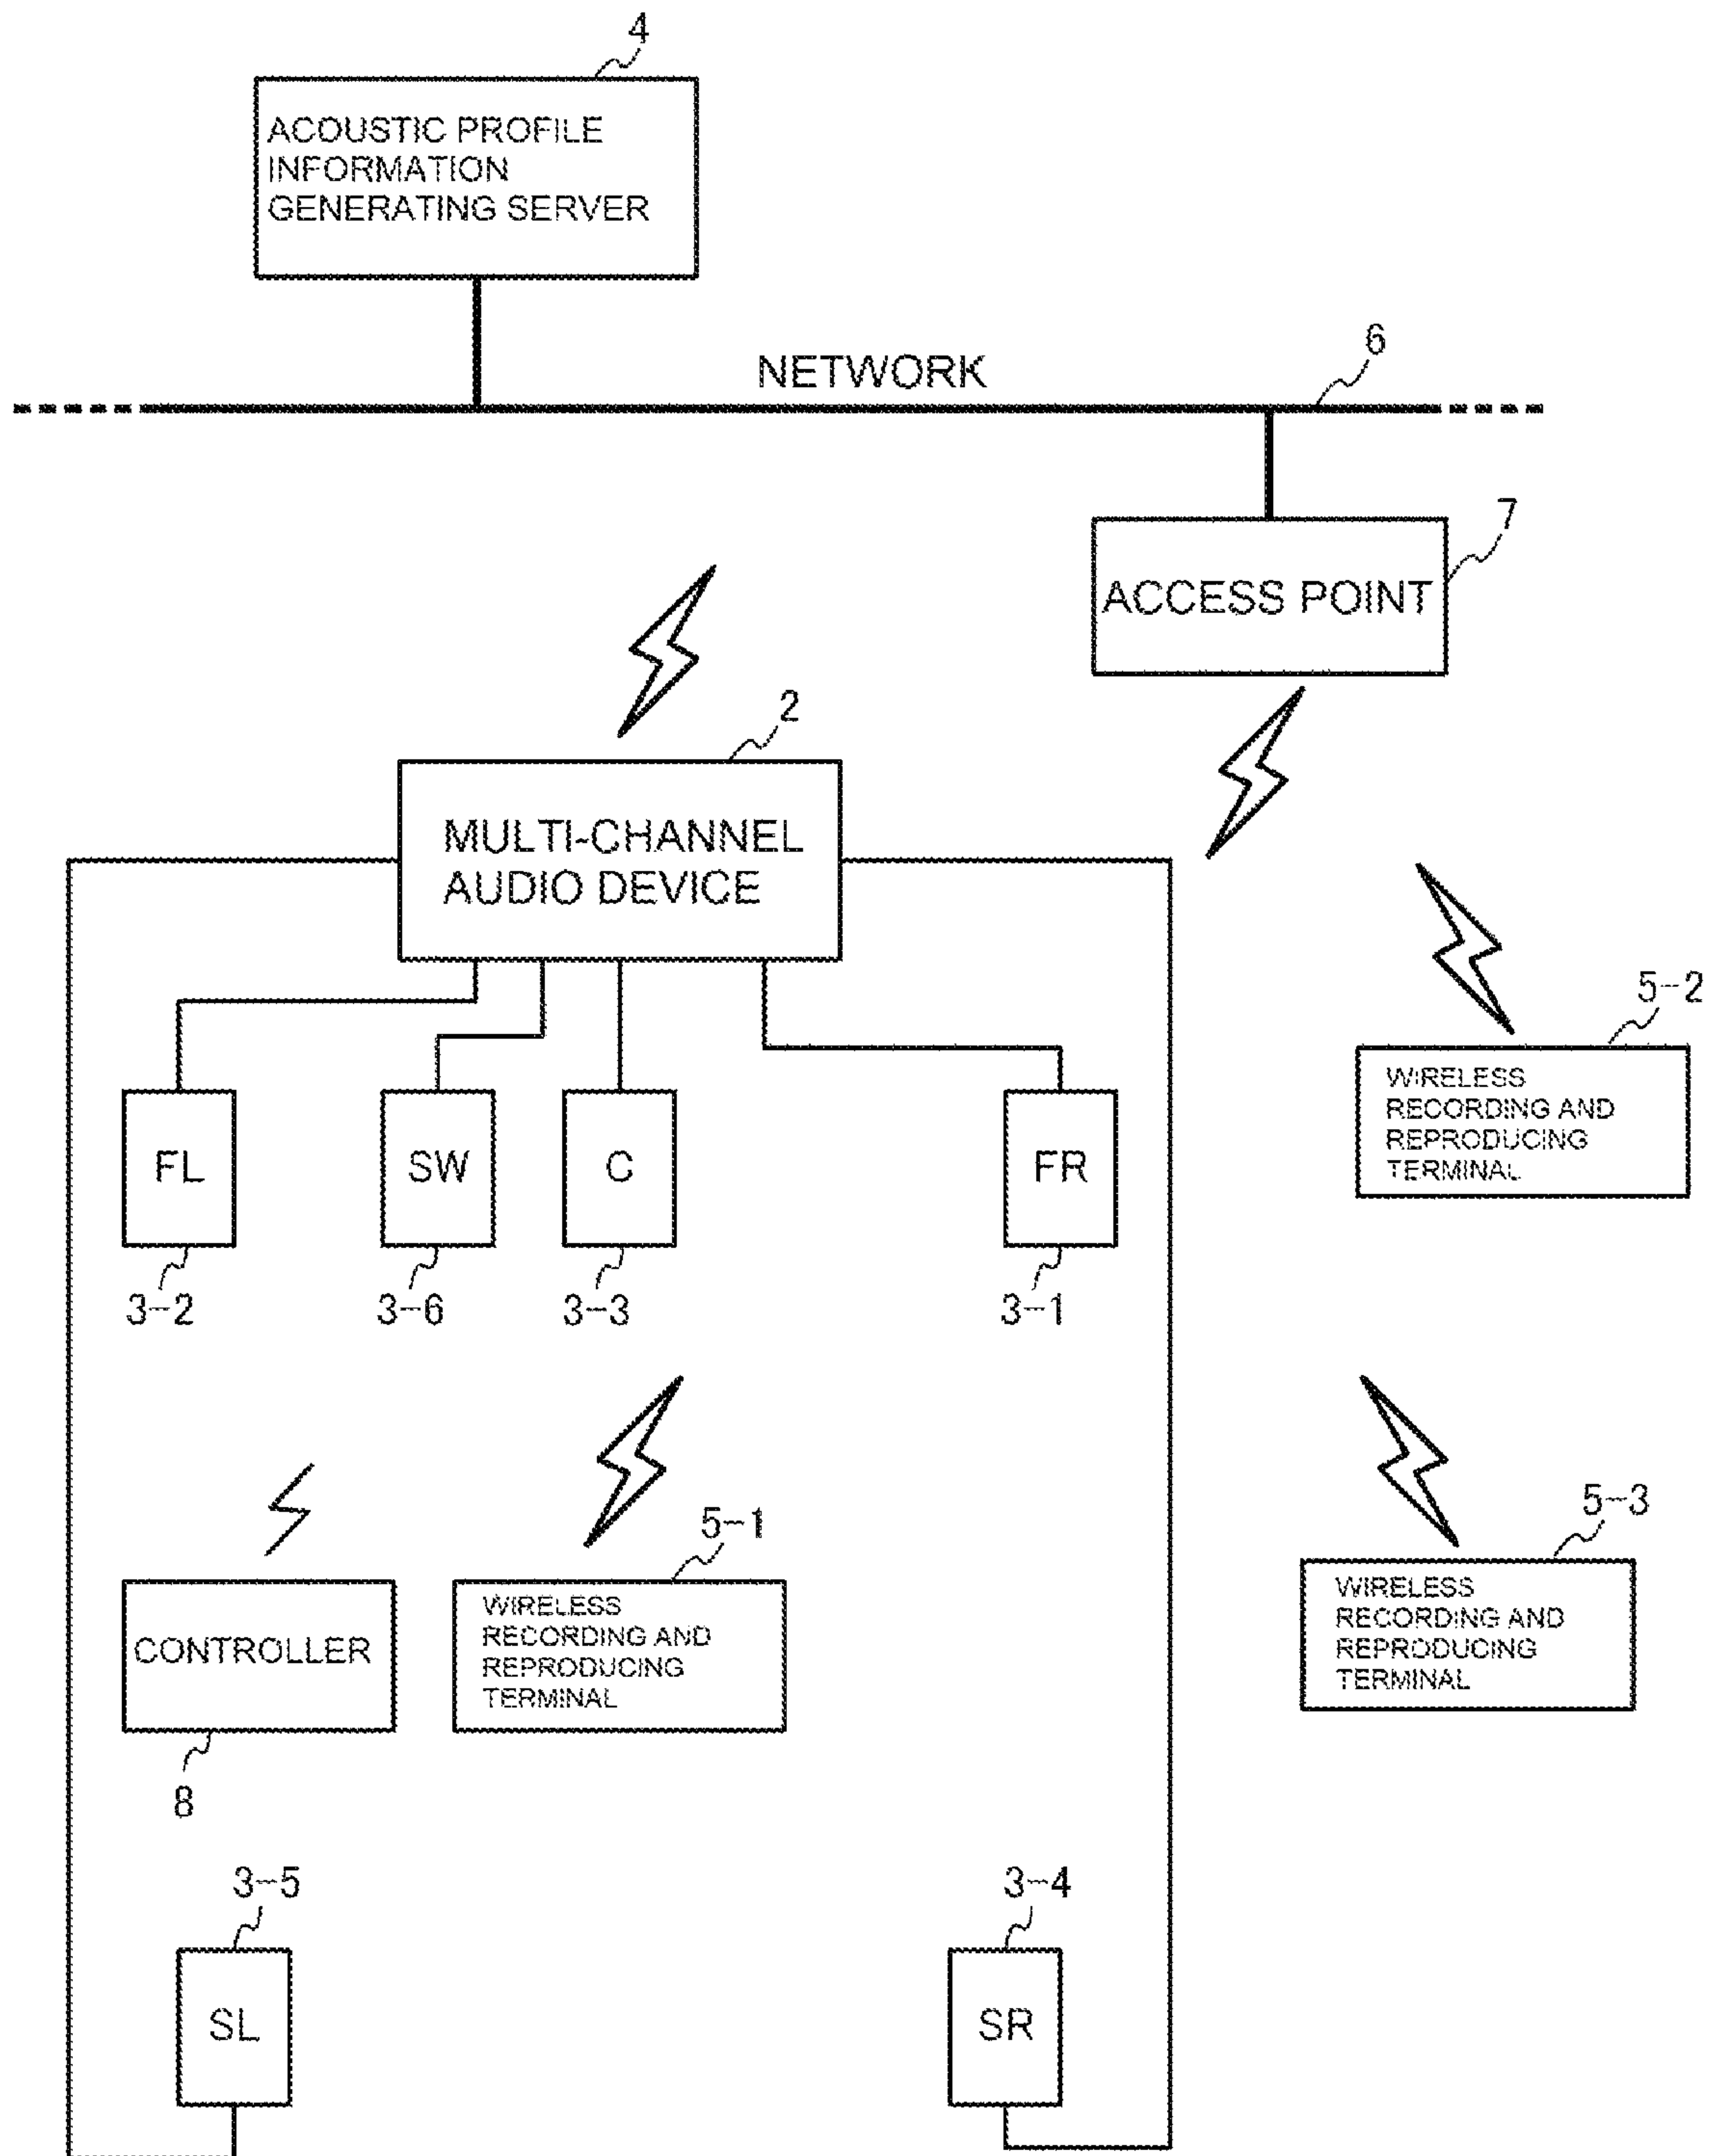 4
ACOUSTIC PROFILE
INFORMATION
GENERATING SERVER
NETWORK
6
7
ACCESS POINT
2
MULTI-CHANNEL
AUDIO DEVICE
5-2
WIRELESS
RECORDING AND
REPRODUCING
TERMINAL
FL
SW
C
FR
3-2
3-6
3-3
3-1
5-1
5-3
CONTROLLER
WIRELESS
RECORDING AND
REPRODUCING
TERMINAL
WIRELESS
RECORDING AND
REPRODUCING
TERMINAL
8
3-5
3-4
SL
SR